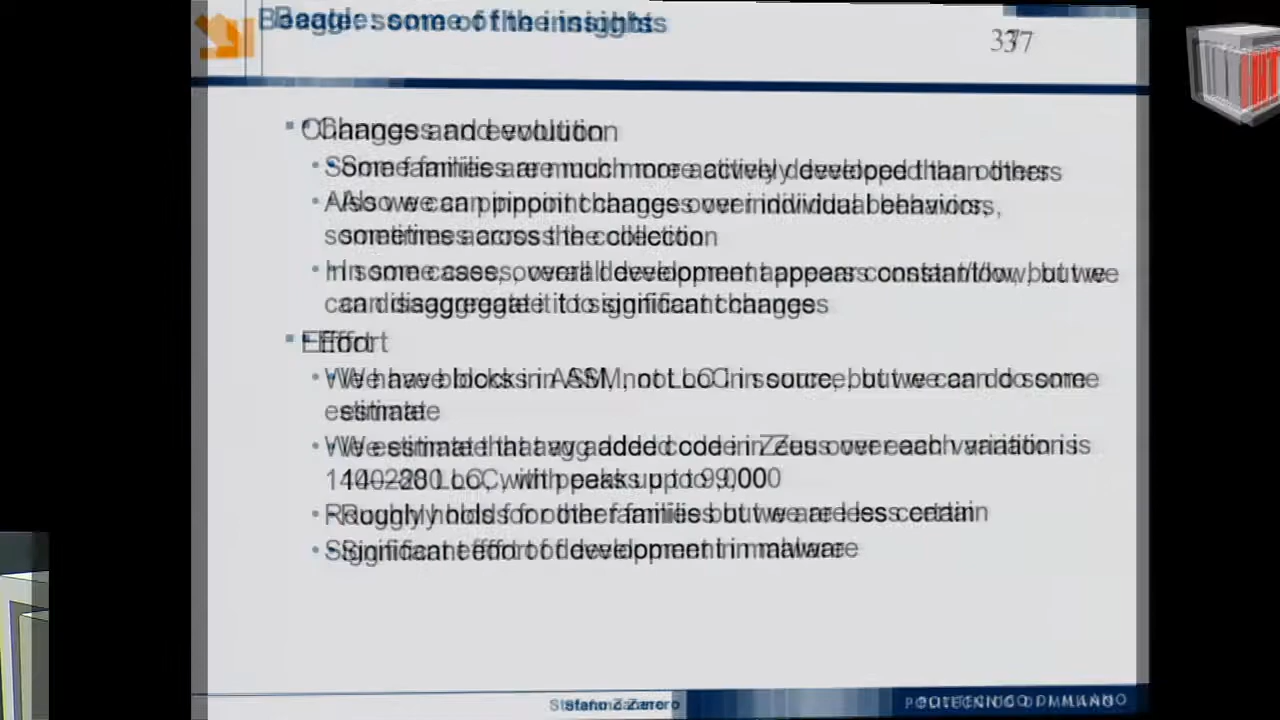 Beagle: some of the insights
37
Changes and evolution
Some families are much more actively developed than others
Also we can pinpoint changes over individual behaviors,
sometimes across the collection
In some cases, overall development appears constant/low, but we
can disaggregate it to significant changes
Effort
We have blocks in ASM, not LoC in source, but we can do some
estimate
We estimate that avg added code in Zeus over each variation is
140–280 LoC, with peaks up to 9,000
Roughly holds for other families but we are less certain
Significant effort of development in malware
Stefano Zanero
POLITECNICO DI MILANO